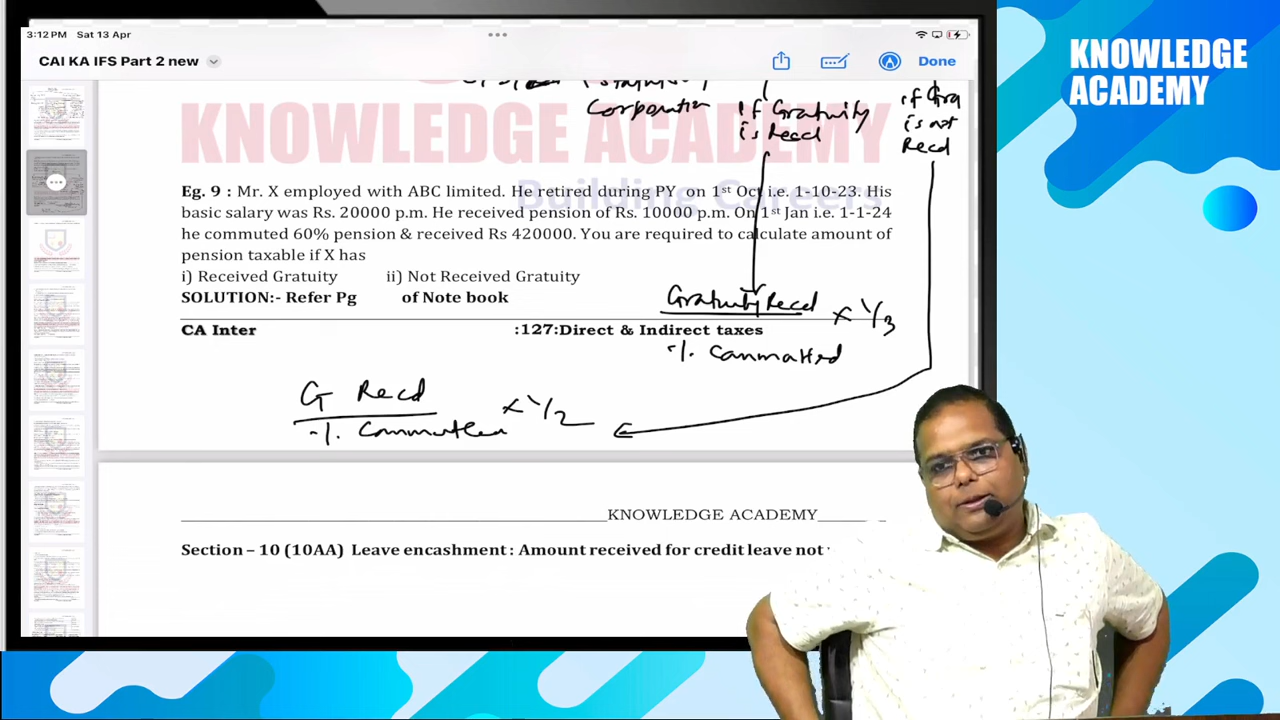 3:12 PM Sat 13 Apr
CAI KA IFS Part 2 new
Done
KNOWLEDGE
ACADEMY
Corporation
if Gratuity
is Recd
if Gra
is not
Recd
KNOWLEDGE ACADEMY
Building Careers
Eg. 9 : Mr. X employed with ABC limited. He retired during PY on 1st Oct i.e. 1-10-23. His
basic salary was Rs. 20000 p.m. He received pension of Rs. 10000 p.m. On 1st Jan i.e. 1-1-24
he commuted 60% pension & received Rs 420000. You are required to calculate amount of
pension taxable if X has
i) Received Gratuity ii) Not Received Gratuity
SOLUTION:- Refer Pg of Note book
Gratuity Recd x 1/3
% Commutted
CA Inter :127:Direct & Indirect taxes
G Recd x 1/2
% Commutted
KNOWLEDGE ACADEMY
Section – 10 (10AA) Leave encashment : Amount received for credit leave not